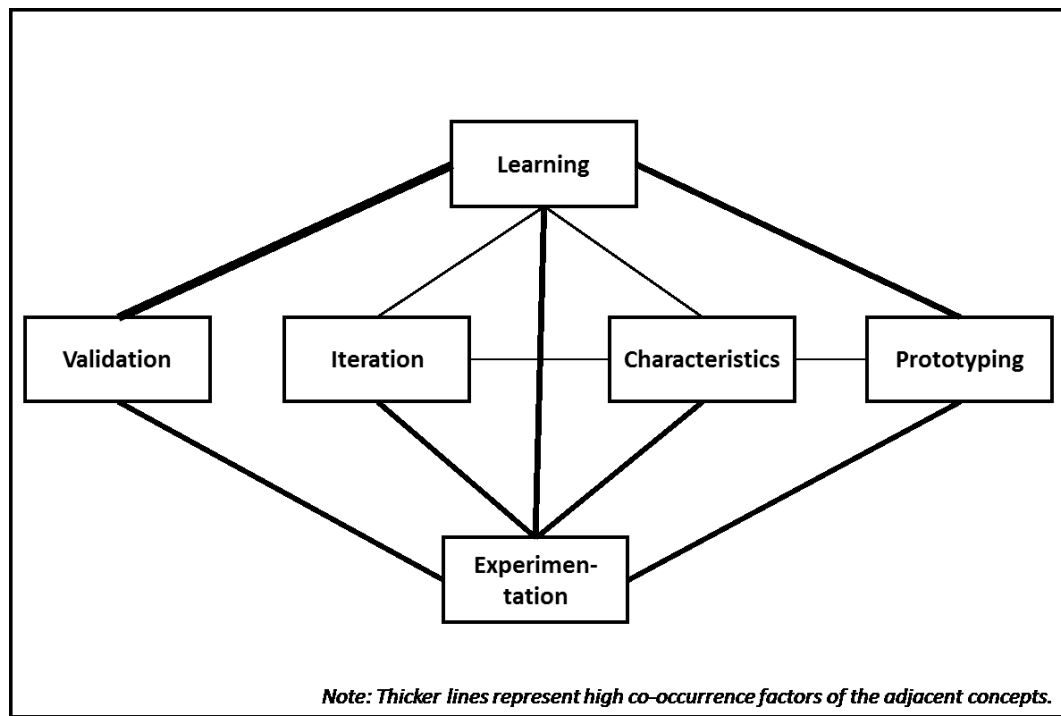 Learning
Validation
Iteration
Characteristics
Prototyping
Experimen-
tation
Note: Thicker lines represent high co-occurrence factors of the adjacent concepts.